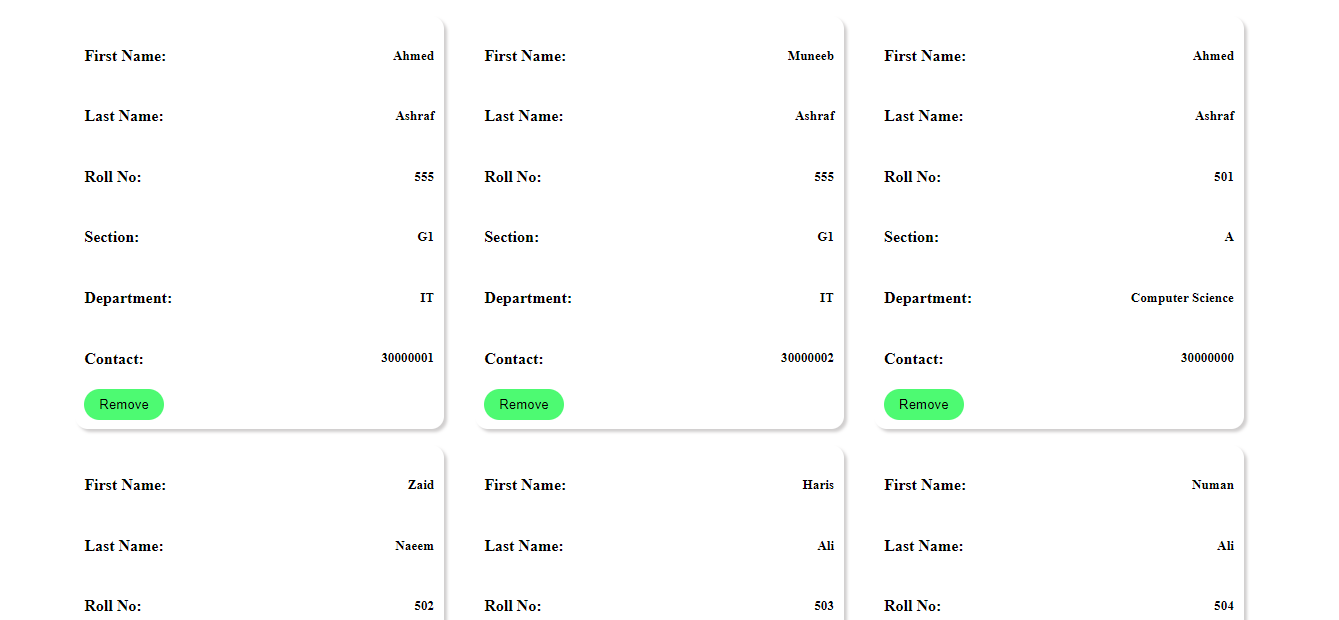 First Name: Ahmed
Last Name: Ashraf
Roll No: 555
Section: G1
Department: IT
Contact: 30000001
Remove
First Name: Muneeb
Last Name: Ashraf
Roll No: 555
Section: G1
Department: IT
Contact: 30000002
Remove
First Name: Ahmed
Last Name: Ashraf
Roll No: 501
Section: A
Department: Computer Science
Contact: 30000000
Remove
First Name: Zaid
Last Name: Naeem
Roll No: 502
First Name: Haris
Last Name: Ali
Roll No: 503
First Name: Numan
Last Name: Ali
Roll No: 504